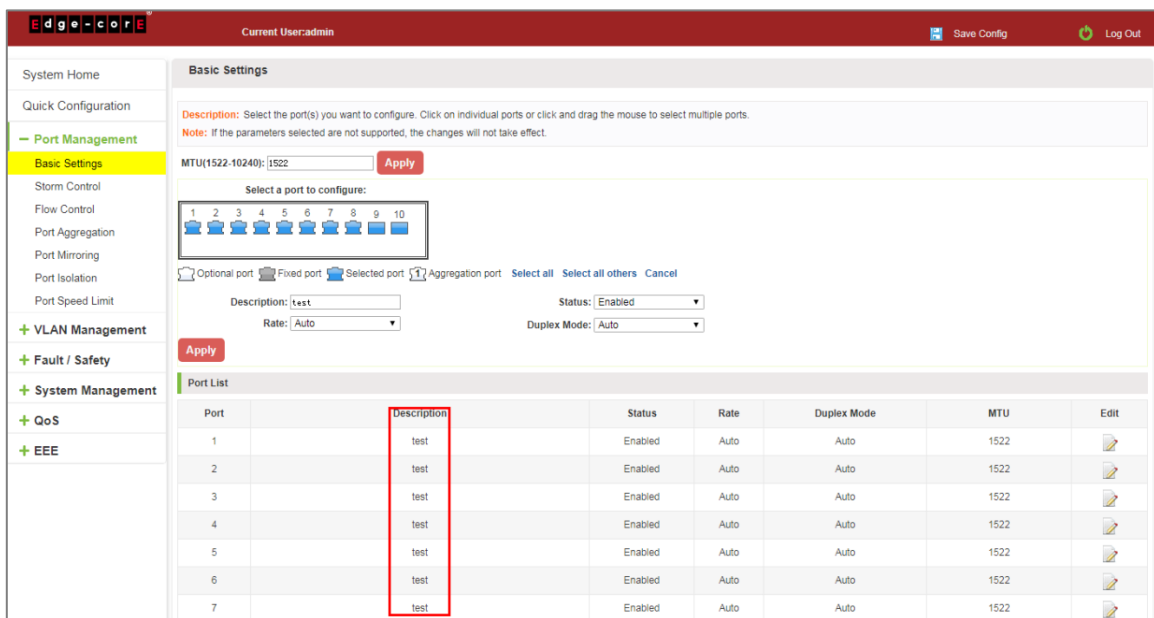 Edge-corE
Current User:admin
Save Config
Log Out
System Home
Quick Configuration
Port Management
Basic Settings
Storm Control
Flow Control
Port Aggregation
Port Mirroring
Port Isolation
Port Speed Limit
VLAN Management
Fault / Safety
System Management
QoS
EEE
Basic Settings
Description: Select the port(s) you want to configure. Click on individual ports or click and drag the mouse to select multiple ports.
Note: If the parameters selected are not supported, the changes will not take effect.
MTU(1522-10240): 1522 Apply
Select a port to configure:
1 2 3 4 5 6 7 8 9 10
Optional port Fixed port Selected port 1 Aggregation port Select all Select all others Cancel
Description: test Status: Enabled
Rate: Auto Duplex Mode: Auto
Apply
Port List
Port Description Status Rate Duplex Mode MTU Edit
1 test Enabled Auto Auto 1522
2 test Enabled Auto Auto 1522
3 test Enabled Auto Auto 1522
4 test Enabled Auto Auto 1522
5 test Enabled Auto Auto 1522
6 test Enabled Auto Auto 1522
7 test Enabled Auto Auto 1522